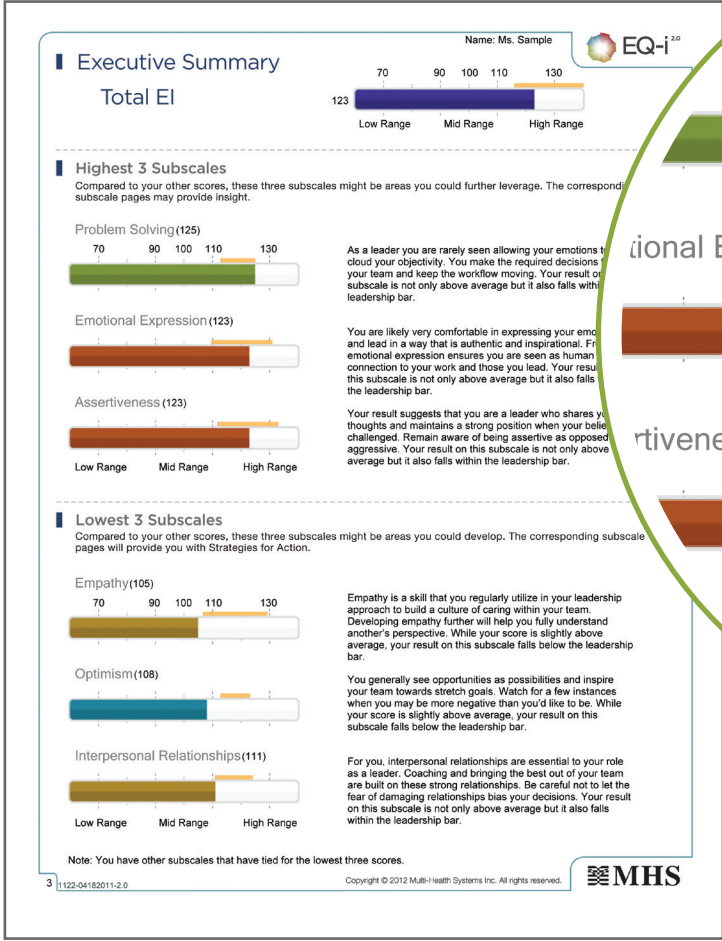 Name: Ms. Sample
EQ-i 2.0
Executive Summary
Total EI
70 90 100 110 130
123
Low Range Mid Range High Range
Highest 3 Subscales
Compared to your other scores, these three subscales might be areas you could further leverage. The correspondi
subscale pages may provide insight.
Problem Solving(125)
70 90 100 110 130
As a leader you are rarely seen allowing your emotions t
cloud your objectivity. You make the required decisions
your team and keep the workflow moving. Your result on
subscale is not only above average but it also falls withi
leadership bar.
Emotional Expression(123)
You are likely very comfortable in expressing your emo
and lead in a way that is authentic and inspirational. Fr
emotional expression ensures you are seen as human
connection to your work and those you lead. Your resu
this subscale is not only above average but it also falls
the leadership bar.
Assertiveness(123)
Your result suggests that you are a leader who shares yo
thoughts and maintains a strong position when your belie
challenged. Remain aware of being assertive as opposed
aggressive. Your result on this subscale is not only above
average but it also falls within the leadership bar.
Low Range Mid Range High Range
tional E
rtivene
Lowest 3 Subscales
Compared to your other scores, these three subscales might be areas you could develop. The corresponding subscale
pages will provide you with Strategies for Action.
Empathy(105)
70 90 100 110 130
Empathy is a skill that you regularly utilize in your leadership
approach to build a culture of caring within your team.
Developing empathy further will help you fully understand
another's perspective. While your score is slightly above
average, your result on this subscale falls below the leadership
bar.
Optimism(108)
You generally see opportunities as possibilities and inspire
your team towards stretch goals. Watch for a few instances
when you may be more negative than you'd like to be. While
your score is slightly above average, your result on this
subscale falls below the leadership bar.
Interpersonal Relationships(111)
For you, interpersonal relationships are essential to your role
as a leader. Coaching and bringing the best out of your team
are built on these strong relationships. Be careful not to let the
fear of damaging relationships bias your decisions. Your result
on this subscale is not only above average but it also falls
within the leadership bar.
Low Range Mid Range High Range
Note: You have other subscales that have tied for the lowest three scores.
3 1122-04182011-2.0
Copyright © 2012 Multi-Health Systems Inc. All rights reserved.
MHS